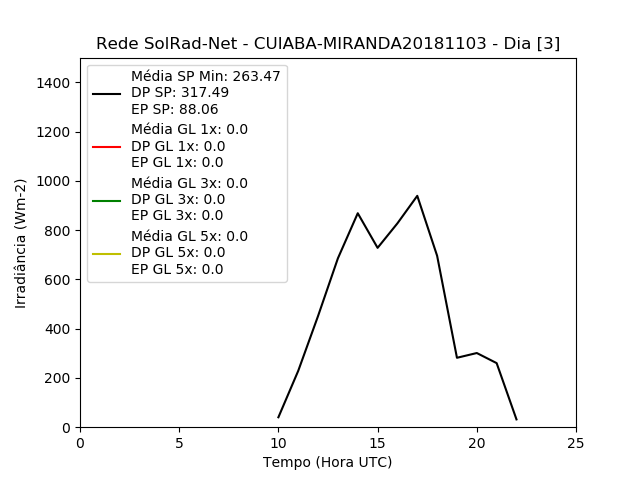 Rede SolRad-Net - CUIABA-MIRANDA20181103 - Dia [3]
Média SP Min: 263.47
DP SP: 317.49
EP SP: 88.06
Média GL 1x: 0.0
DP GL 1x: 0.0
EP GL 1x: 0.0
Média GL 3x: 0.0
DP GL 3x: 0.0
EP GL 3x: 0.0
Média GL 5x: 0.0
DP GL 5x: 0.0
EP GL 5x: 0.0
Irradiância (Wm-2)
1400
1200
1000
800
600
400
200
0
0 5 10 15 20 25
Tempo (Hora UTC)